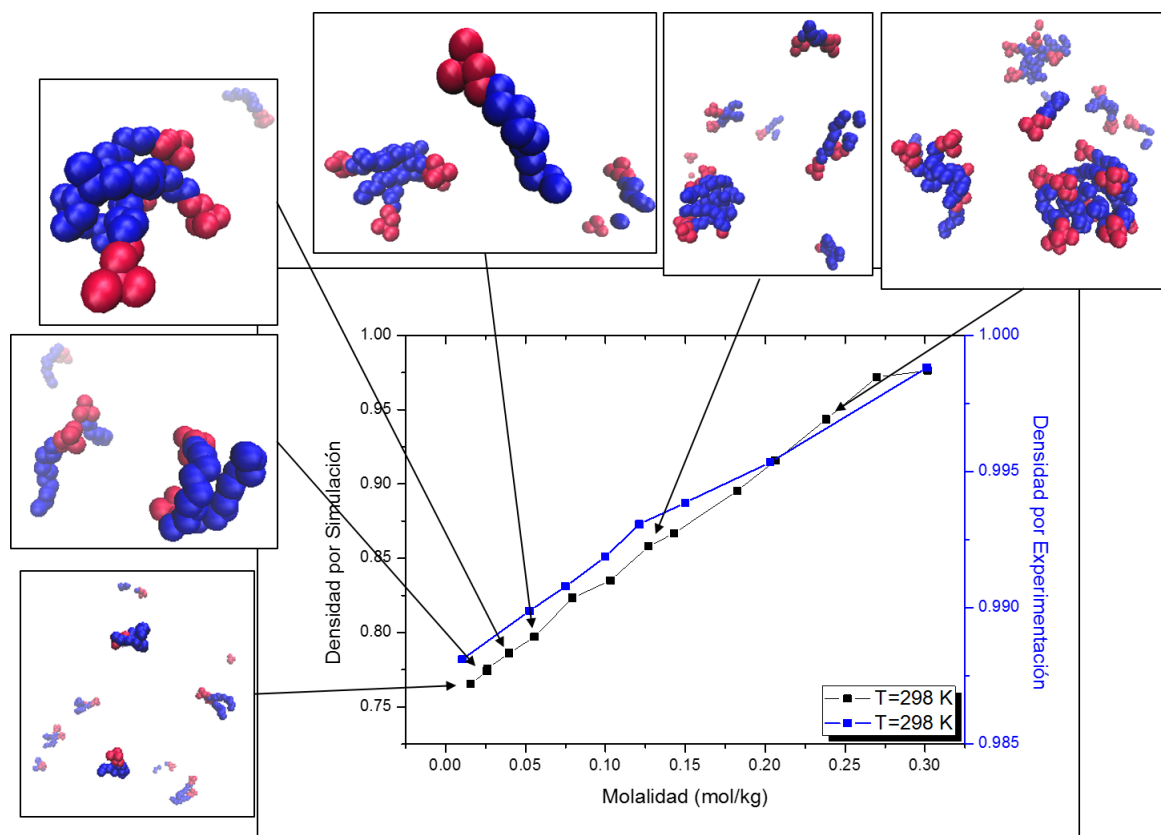 1.00
0.95
0.90
0.85
0.80
0.75
Densidad por Simulación
1.000
0.995
0.990
0.985
Densidad por Experimentación
T=298 K
T=298 K
0.00 0.05 0.10 0.15 0.20 0.25 0.30
Molalidad (mol/kg)